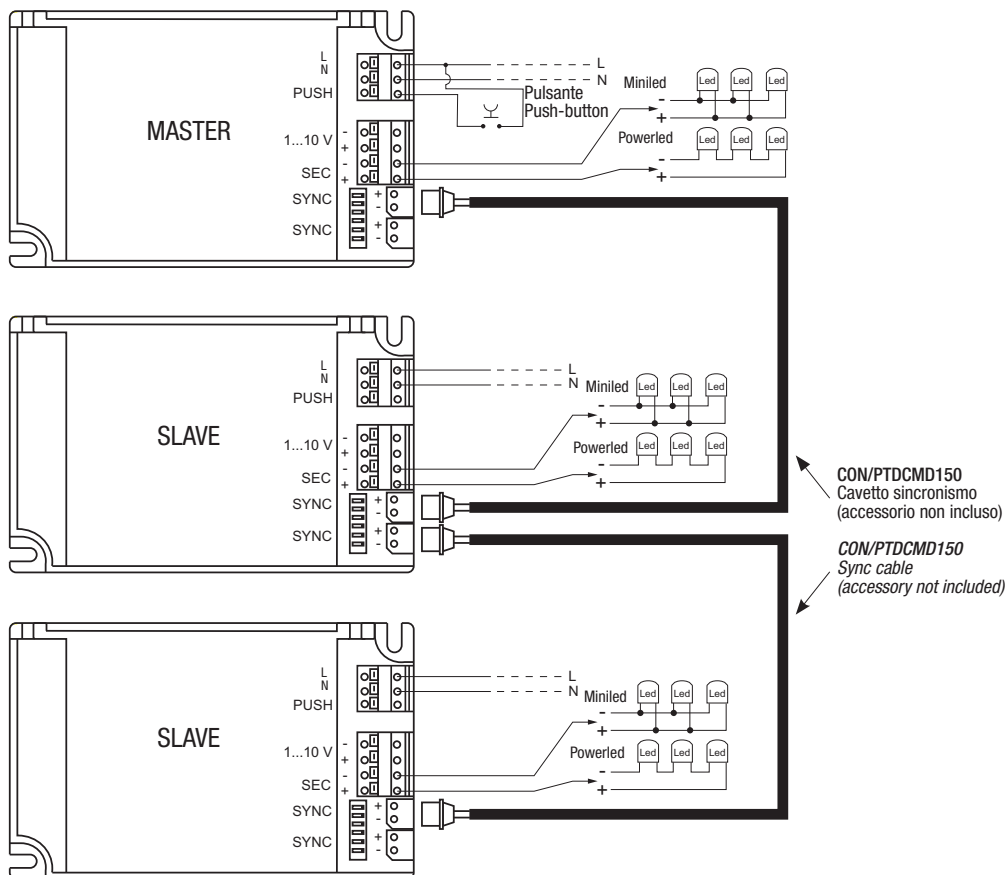 MASTER
L
N
PUSH
1...10 V
-
+
SEC
-
+
SYNC
+
-
SYNC
+
-
L
N
Pulsante
Push-button
Miniled
-
+
Led Led Led
Powerled
-
+
Led Led Led
SLAVE
L
N
PUSH
1...10 V
-
+
SEC
-
+
SYNC
+
-
SYNC
+
-
L
N
Miniled
-
+
Led Led Led
Powerled
-
+
Led Led Led
CON/PTDCMD150
Cavetto sincronismo
(accessorio non incluso)
CON/PTDCMD150
Sync cable
(accessory not included)
SLAVE
L
N
PUSH
1...10 V
-
+
SEC
-
+
SYNC
+
-
SYNC
+
-
L
N
Miniled
-
+
Led Led Led
Powerled
-
+
Led Led Led